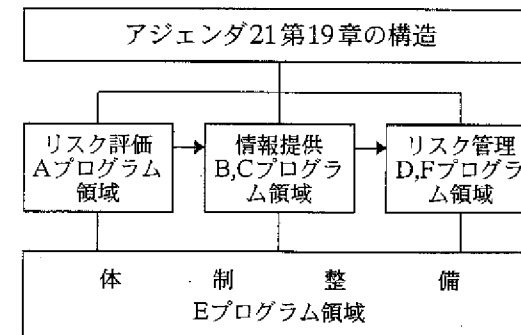 アジェンダ21第19章の構造
リスク評価
Aプログラム
領域
情報提供
B,Cプログラ
ム領域
リスク管理
D,Fプログラ
ム領域
体 制 整 備
Eプログラム領域